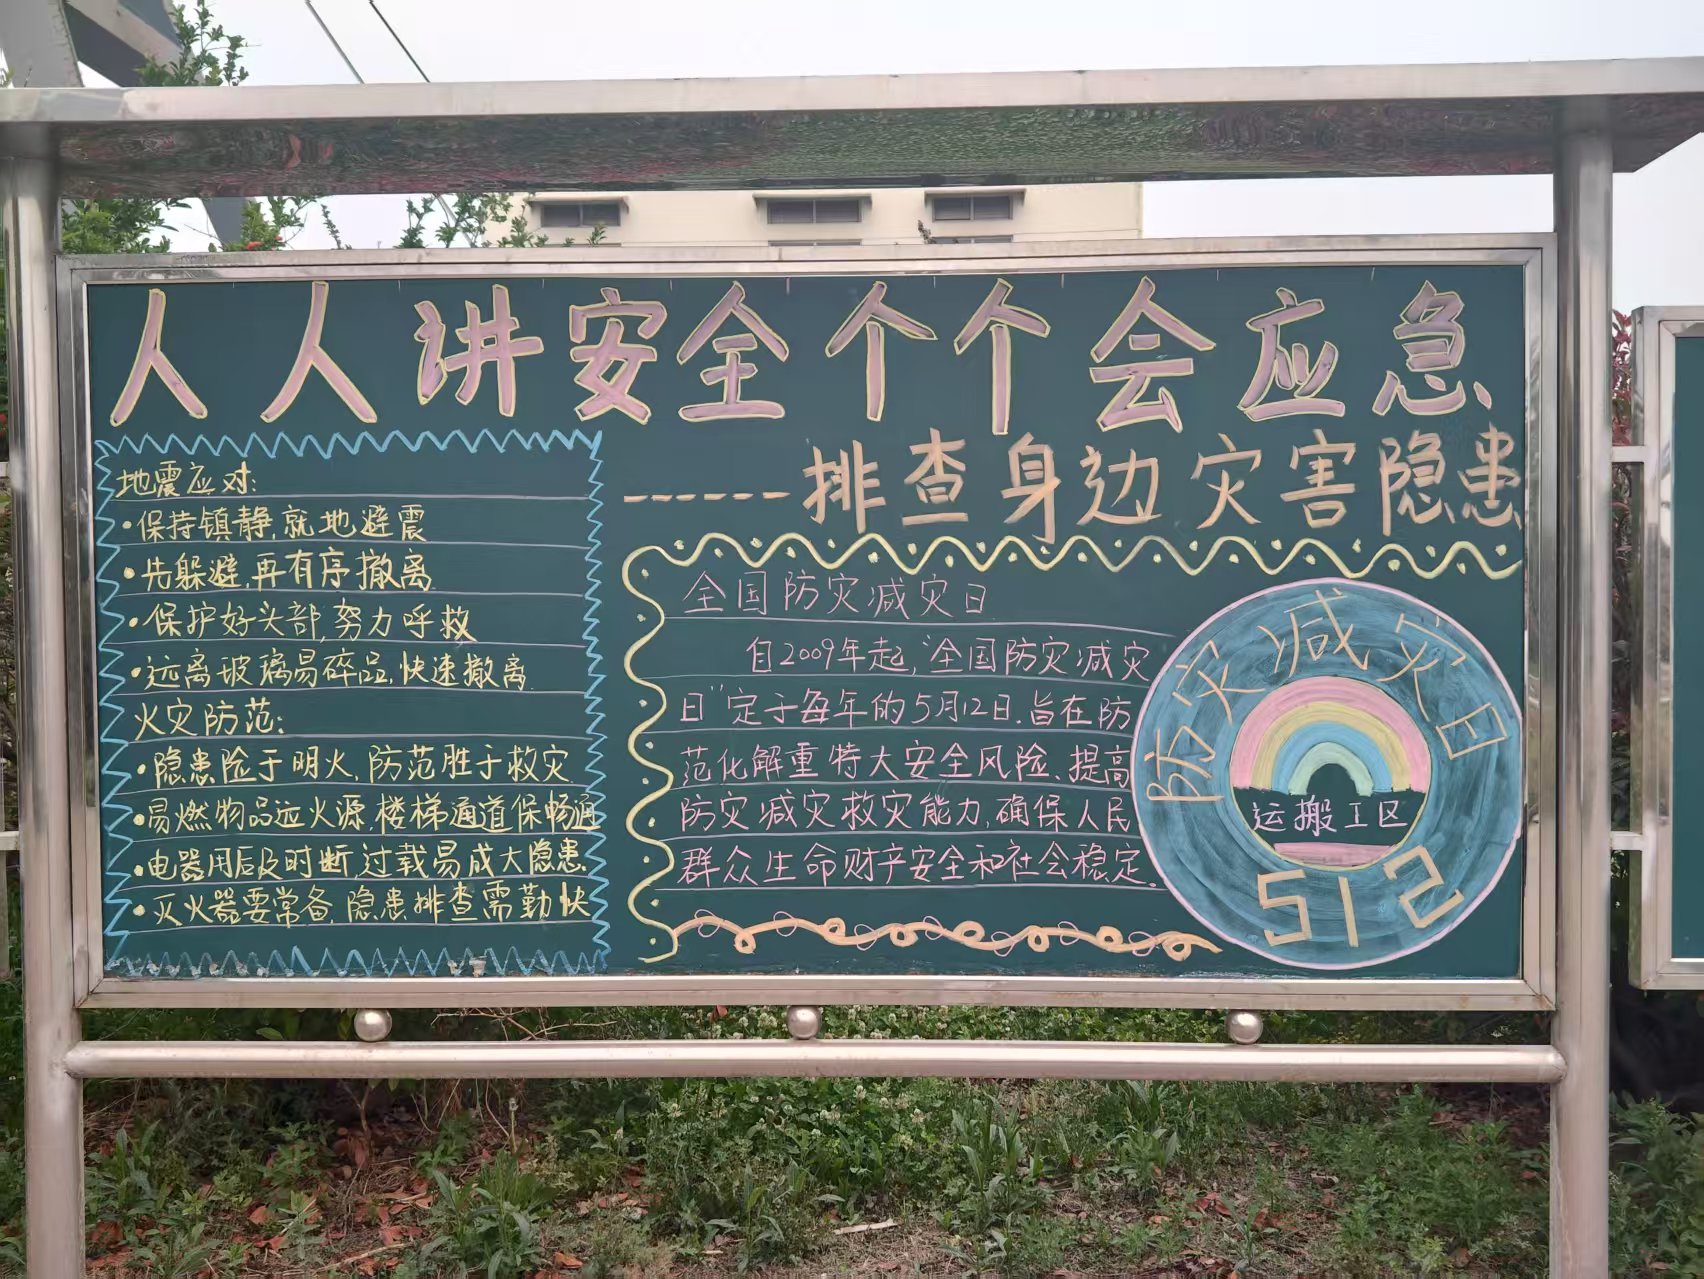 人人讲安全个个会应急
------排查身边灾害隐患
地震应对:
·保持镇静,就地避震
·先躲避,再有序撤离
·保护好头部,努力呼救
·远离玻璃易碎品,快速撤离
火灾防范:
·隐患险于明火,防范胜于救灾
·易燃物品远火源,楼梯通道保畅通
·电器用后及时断,过载易成大隐患
·灭火器要常备,隐患排查需勤快
全国防灾减灾日
自2009年起,“全国防灾减灾
日”定于每年的5月12日,旨在防
范化解重特大安全风险、提高
防灾减灾救灾能力,确保人民
群众生命财产安全和社会稳定。
防灾减灾日
运搬工区
512